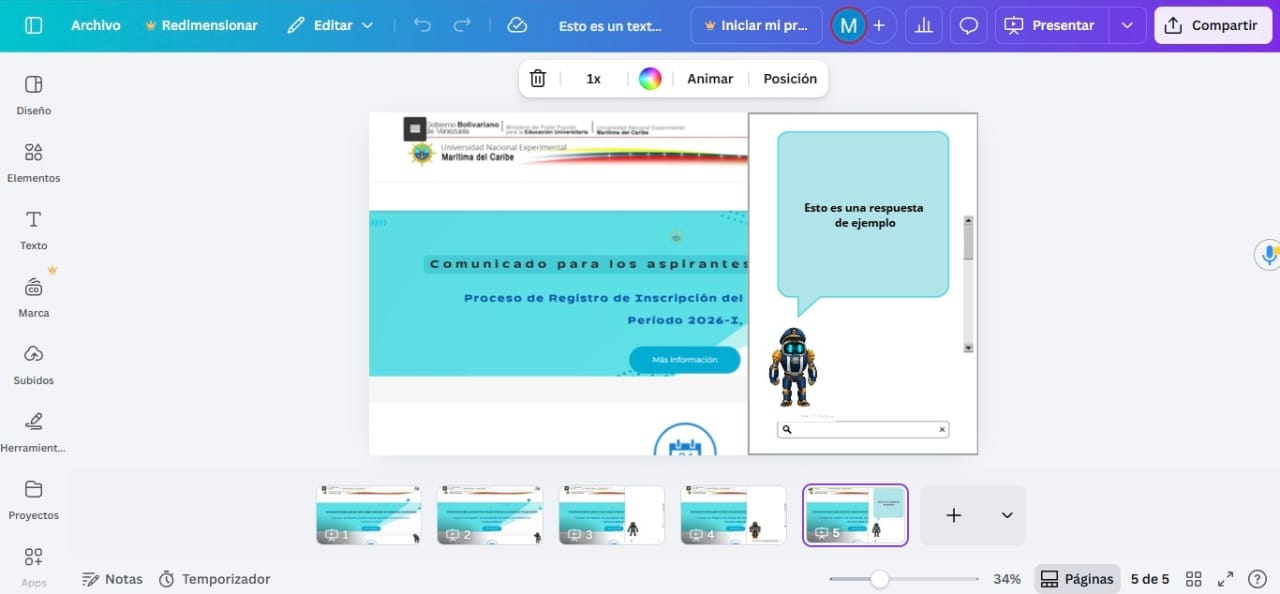 Archivo
Redimensionar
Editar
Esto es un text...
Iniciar mi pr...
M
+
Presentar
Compartir
1x
Animar
Posición
Diseño
Elementos
Texto
Marca
Subidos
Herramient...
Proyectos
Apps
Gobierno Bolivariano
de Venezuela
Ministerio del Poder Popular
para la Educación Universitaria
Universidad Nacional Experimental
Marítima del Caribe
Universidad Nacional Experimental
Marítima del Caribe
Comunicado para los aspirantes
Proceso de Registro de Inscripción del
Período 2026-I,
Más información
Esto es una respuesta
de ejemplo
1
2
3
4
5
Notas
Temporizador
34%
Páginas
5 de 5